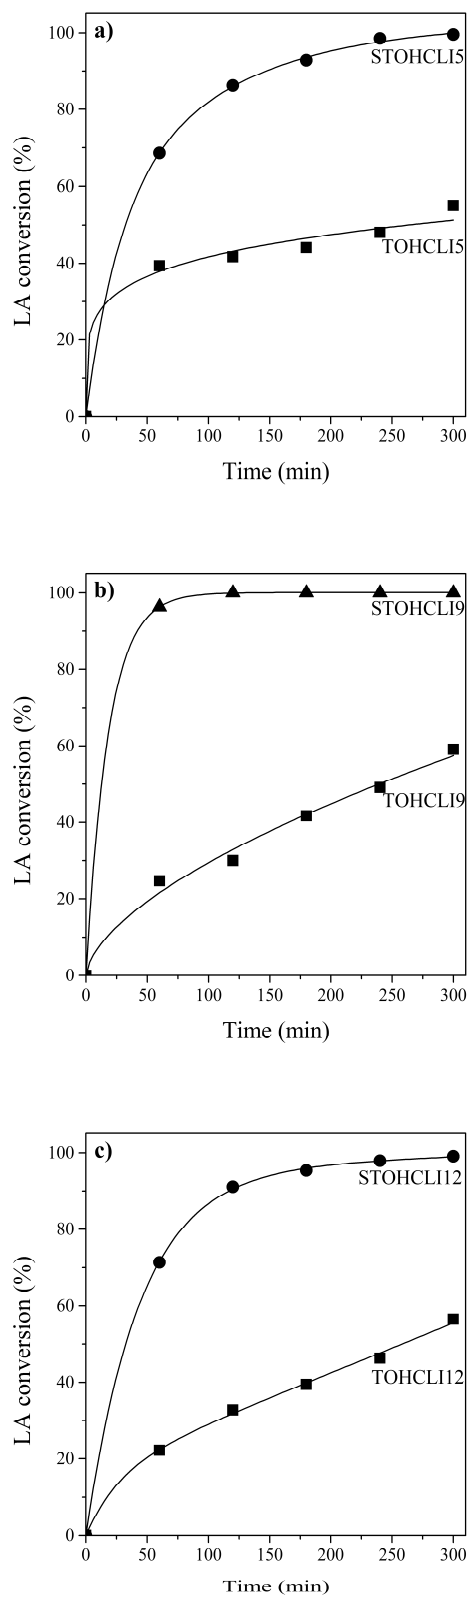 a)
100
80
60
40
20
0
LA conversion (%)
STOHCLI5
TOHCLI5
0 50 100 150 200 250 300
Time (min)
b)
100
80
60
40
20
0
LA conversion (%)
STOHCLI9
TOHCLI9
0 50 100 150 200 250 300
Time (min)
c)
100
80
60
40
20
0
LA conversion (%)
STOHCLI12
TOHCLI12
0 50 100 150 200 250 300
Time (min)